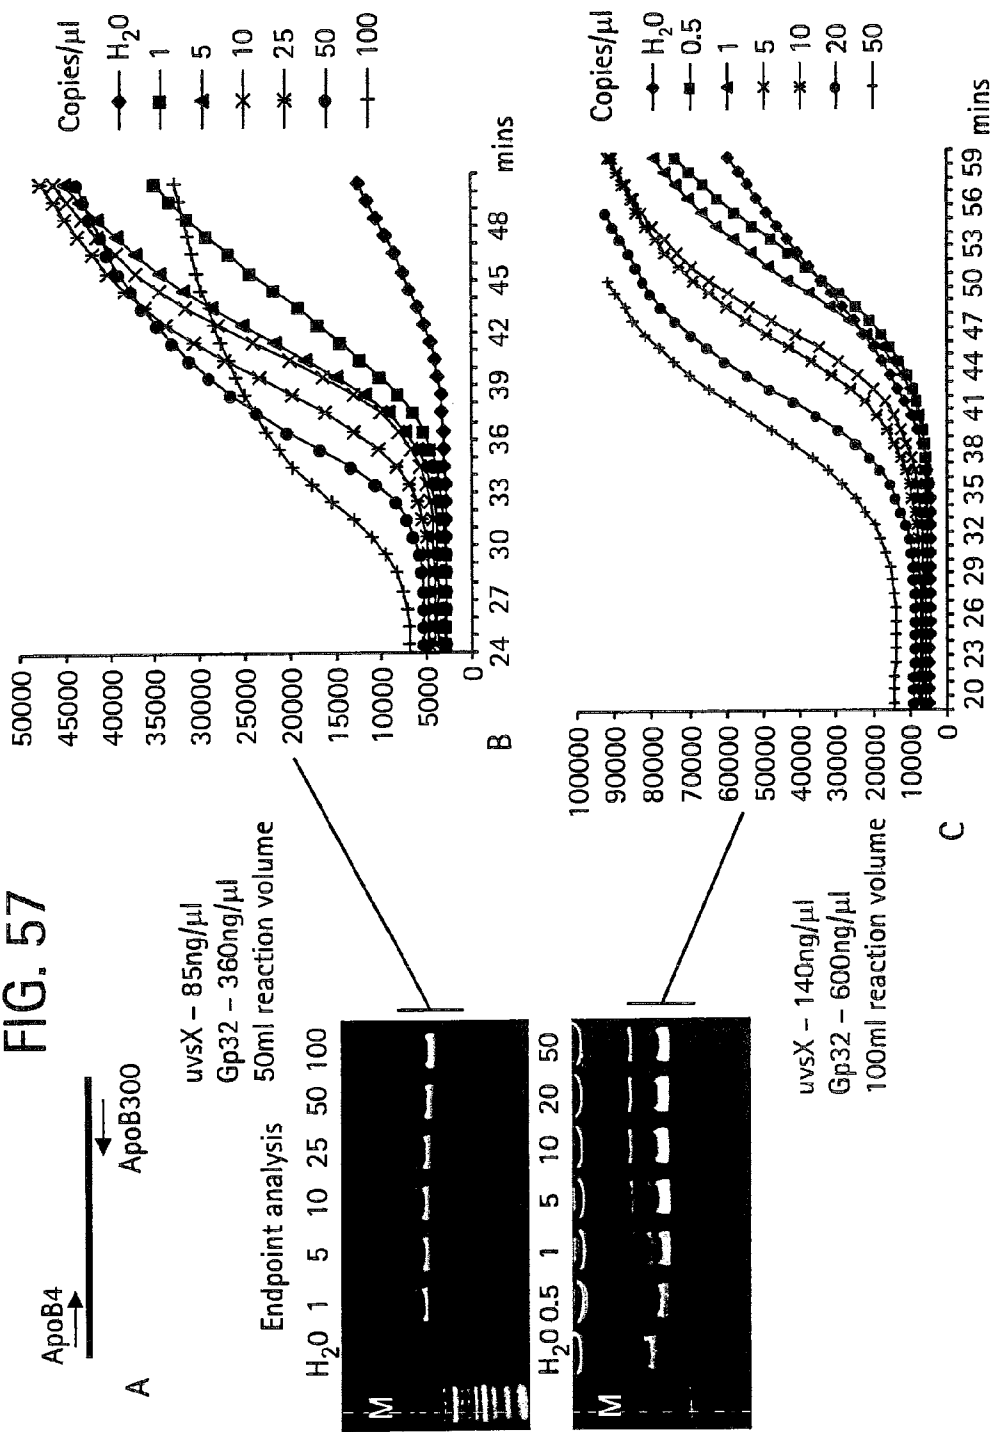 FIG. 57
A
ApoB4
ApoB300
uvsX – 85ng/µl
Gp32 – 360ng/µl
50ml reaction volume
Endpoint analysis
H₂O 1 5 10 25 50 100
M
H₂O 0.5 1 5 10 20 50
M
uvsX – 140ng/µl
Gp32 – 600ng/µl
100ml reaction volume
B
50000
45000
40000
35000
30000
25000
20000
15000
10000
5000
0
24 27 30 33 36 39 42 45 48 mins
Copies/µl
H₂O
1
5
10
25
50
100
C
100000
90000
80000
70000
60000
50000
40000
30000
20000
10000
0
20 23 26 29 32 35 38 41 44 47 50 53 56 59
mins
Copies/µl
H₂O
0.5
1
5
10
20
50